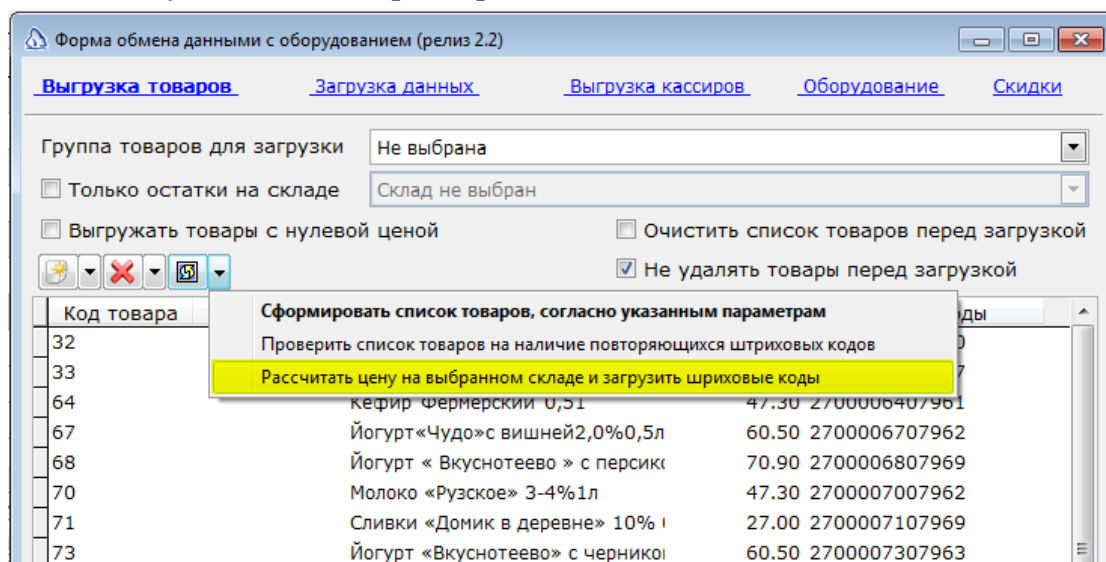 Форма обмена данными с оборудованием (релиз 2.2)
Выгрузка товаров Загрузка данных Выгрузка кассиров Оборудование Скидки
Группа товаров для загрузки Не выбрана
Только остатки на складе Склад не выбран
Выгружать товары с нулевой ценой Очистить список товаров перед загрузкой
Не удалять товары перед загрузкой
Код товара
Сформировать список товаров, согласно указанным параметрам
32
Проверить список товаров на наличие повторяющихся штриховых кодов
33
Рассчитать цену на выбранном складе и загрузить шриховые коды
64 Кефир Фермерский 0,5l 47.30 2700006407961
67 Йогурт«Чудо»с вишней2,0%0,5л 60.50 2700006707962
68 Йогурт « Вкуснотеево » с персик 70.90 2700006807969
70 Молоко «Рузское» 3-4%1л 47.30 2700007007962
71 Сливки «Домик в деревне» 10% 27.00 2700007107969
73 Йогурт «Вкуснотеево» с чернико 60.50 2700007307963